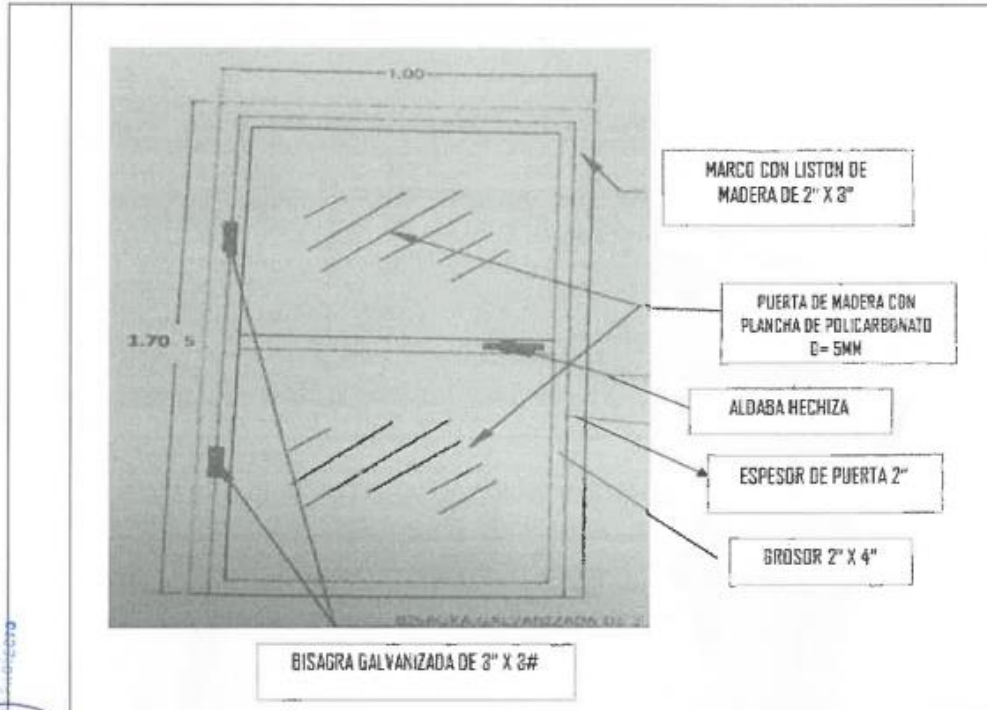 1.00
MARCO CON LISTON DE
MADERA DE 2" X 3"
PUERTA DE MADERA CON
PLANCHA DE POLICARBONATO
D= 5MM
1.70 5
ALDABA HECHIZA
ESPESOR DE PUERTA 2"
GROSOR 2" X 4"
BISAGRA GALVANIZADA DE
BISAGRA GALVANIZADA DE 3" X 3#